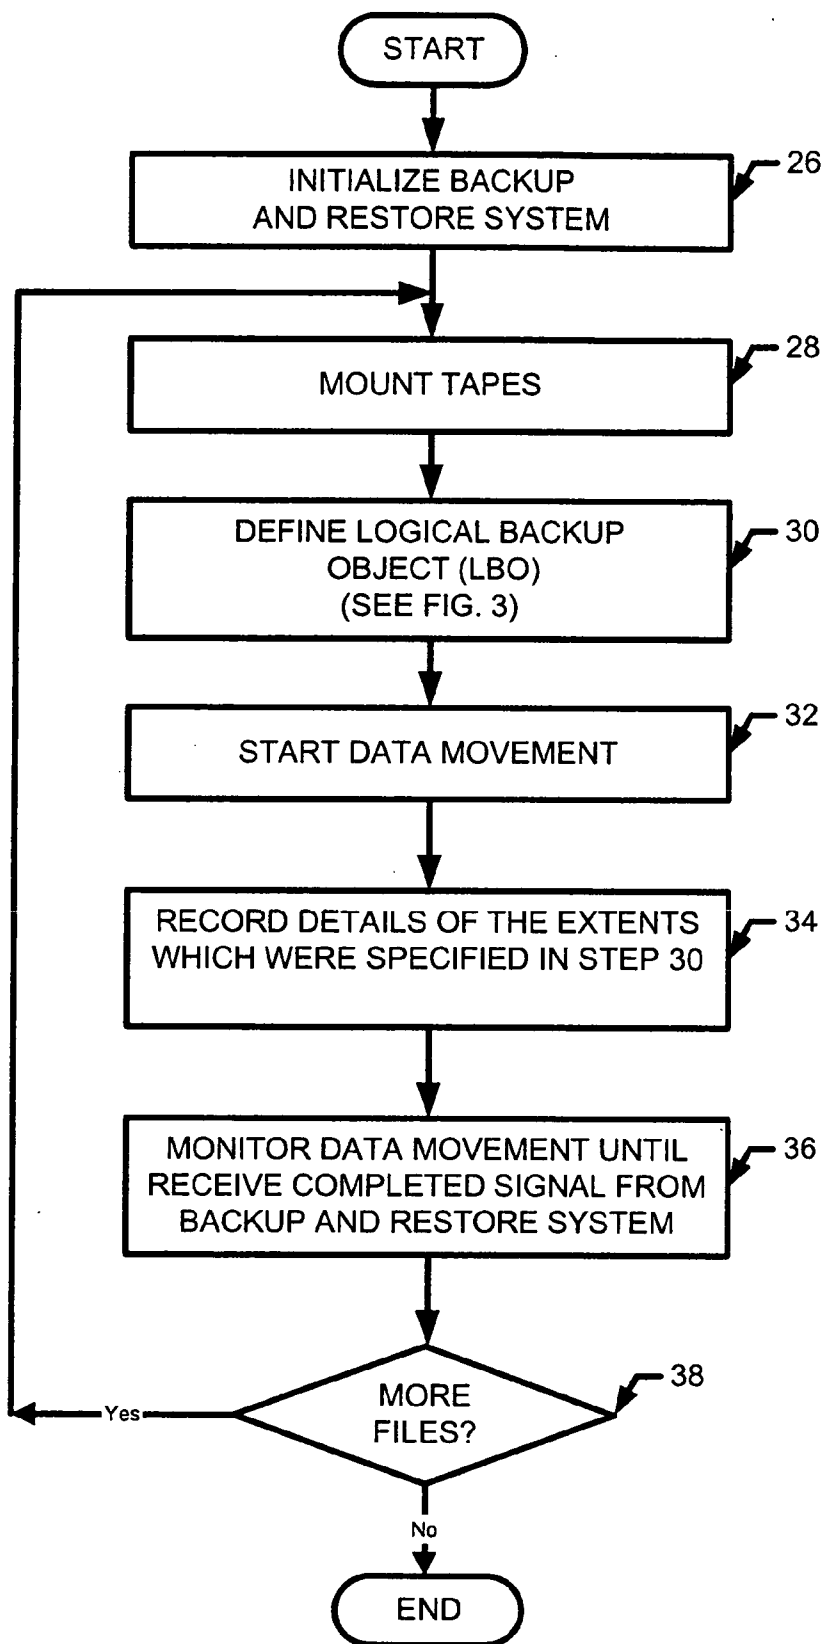 START
INITIALIZE BACKUP
AND RESTORE SYSTEM
26
MOUNT TAPES
28
DEFINE LOGICAL BACKUP
OBJECT (LBO)
(SEE FIG. 3)
30
START DATA MOVEMENT
32
RECORD DETAILS OF THE EXTENTS
WHICH WERE SPECIFIED IN STEP 30
34
MONITOR DATA MOVEMENT UNTIL
RECEIVE COMPLETED SIGNAL FROM
BACKUP AND RESTORE SYSTEM
36
MORE
FILES?
38
Yes
No
END